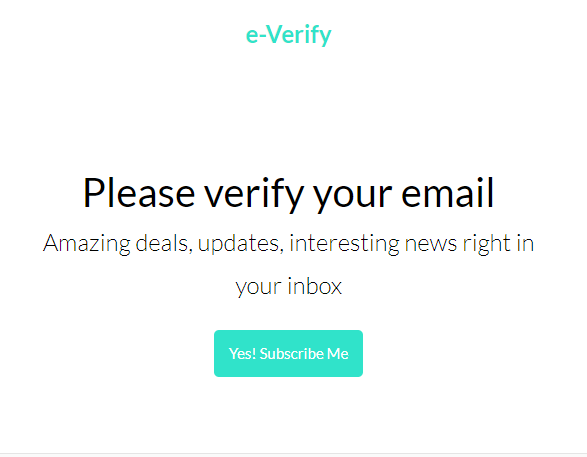 e-Verify
Please verify your email
Amazing deals, updates, interesting news right in
your inbox
Yes! Subscribe Me